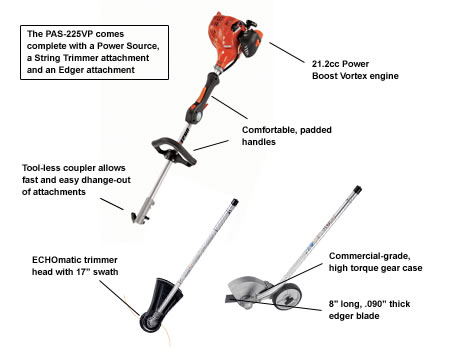 The PAS-225VP comes
complete with a Power Source,
a String Trimmer attachment
and an Edger attachment
21.2cc Power
Boost Vortex engine
Comfortable, padded
handles
Tool-less coupler allows
fast and easy dhange-out
of attachments
ECHOmatic trimmer
head with 17" swath
Commercial-grade,
high torque gear case
8" long, .090" thick
edger blade